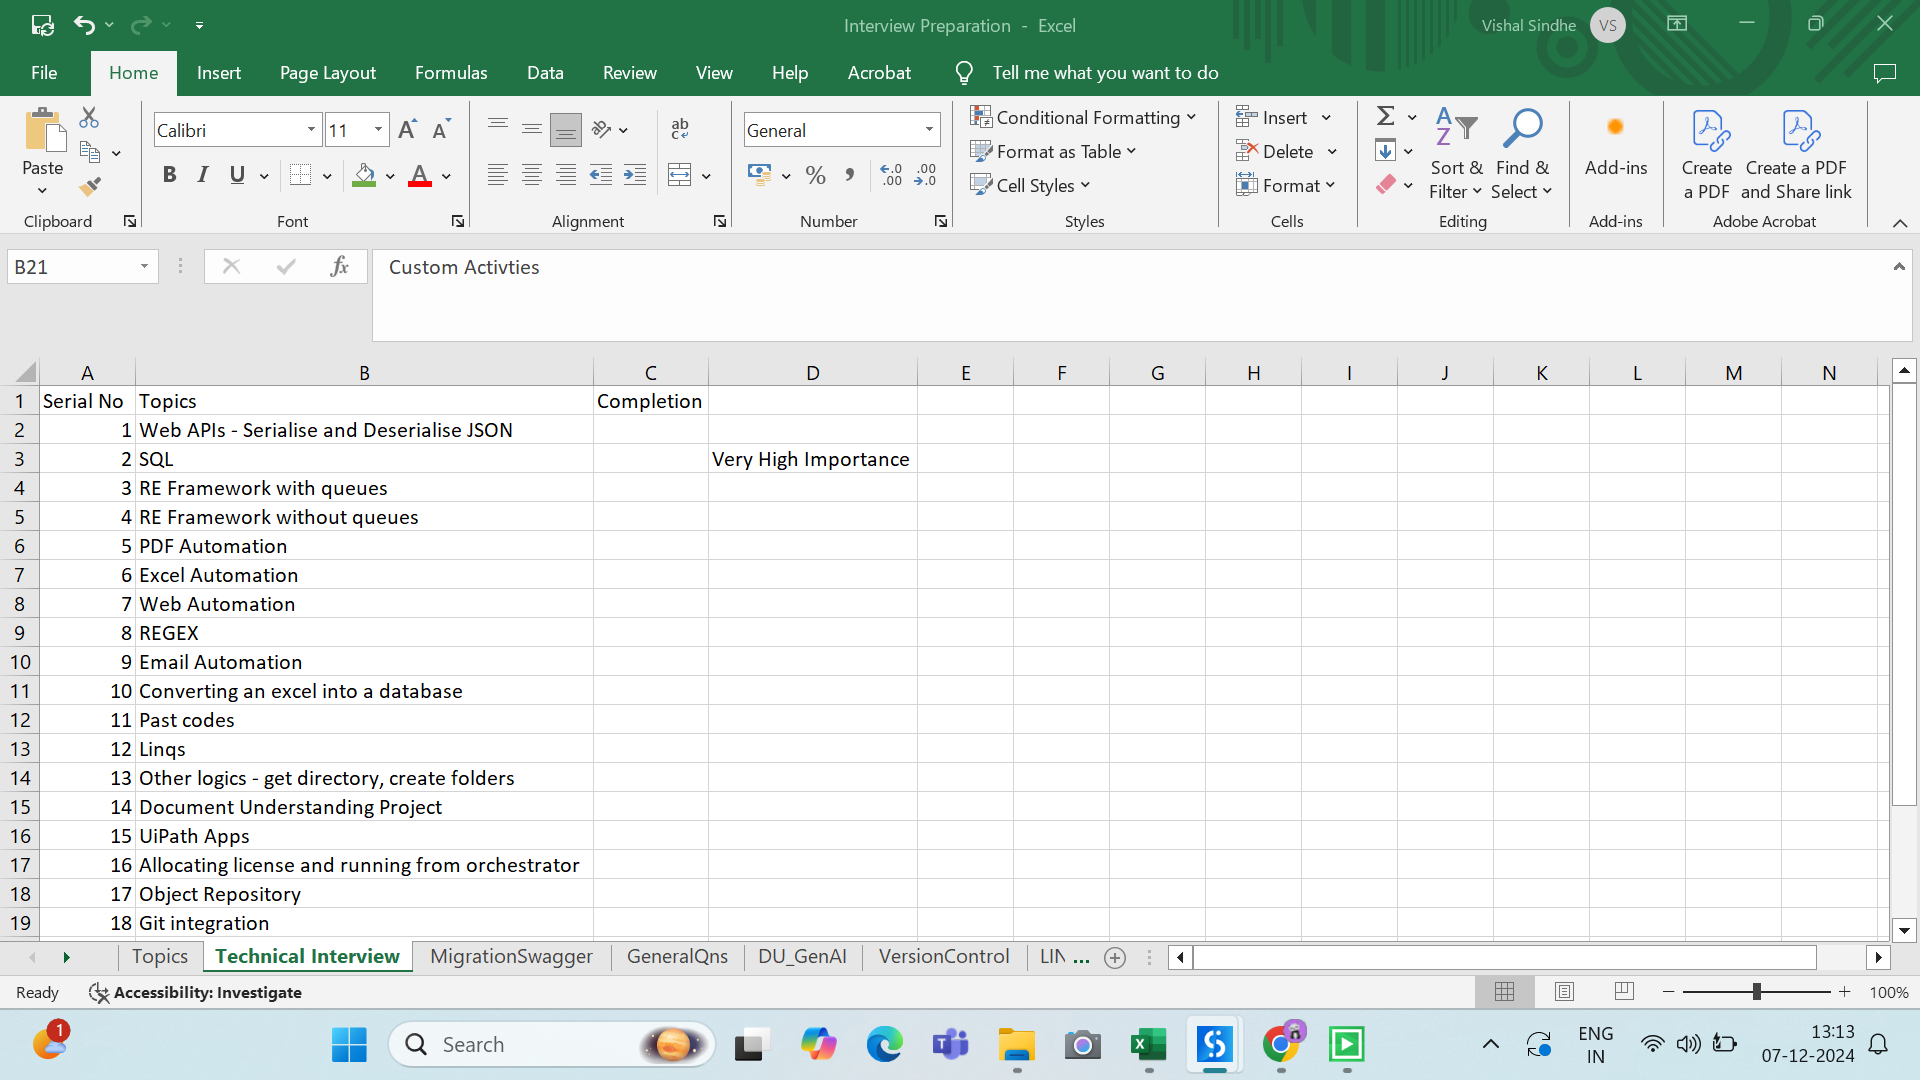 Interview Preparation - Excel
Vishal Sindhe VS
File Home Insert Page Layout Formulas Data Review View Help Acrobat Tell me what you want to do
Paste
Clipboard
Calibri 11
Font
ab
Alignment
General
Number
Conditional Formatting
Format as Table
Cell Styles
Styles
Insert
Delete
Format
Cells
Sort & Filter
Find & Select
Editing
Add-ins
Add-ins
Create a PDF
Create a PDF and Share link
Adobe Acrobat
B21 fx Custom Activties
A B C D E F G H I J K L M N
1 Serial No Topics Completion
2 1 Web APIs - Serialise and Deserialise JSON
3 2 SQL Very High Importance
4 3 RE Framework with queues
5 4 RE Framework without queues
6 5 PDF Automation
7 6 Excel Automation
8 7 Web Automation
9 8 REGEX
10 9 Email Automation
11 10 Converting an excel into a database
12 11 Past codes
13 12 Linqs
14 13 Other logics - get directory, create folders
15 14 Document Understanding Project
16 15 UiPath Apps
17 16 Allocating license and running from orchestrator
18 17 Object Repository
19 18 Git integration
Topics Technical Interview MigrationSwagger GeneralQns DU_GenAI VersionControl LIN ...
Ready Accessibility: Investigate 100%
1 Search ENG IN 13:13 07-12-2024